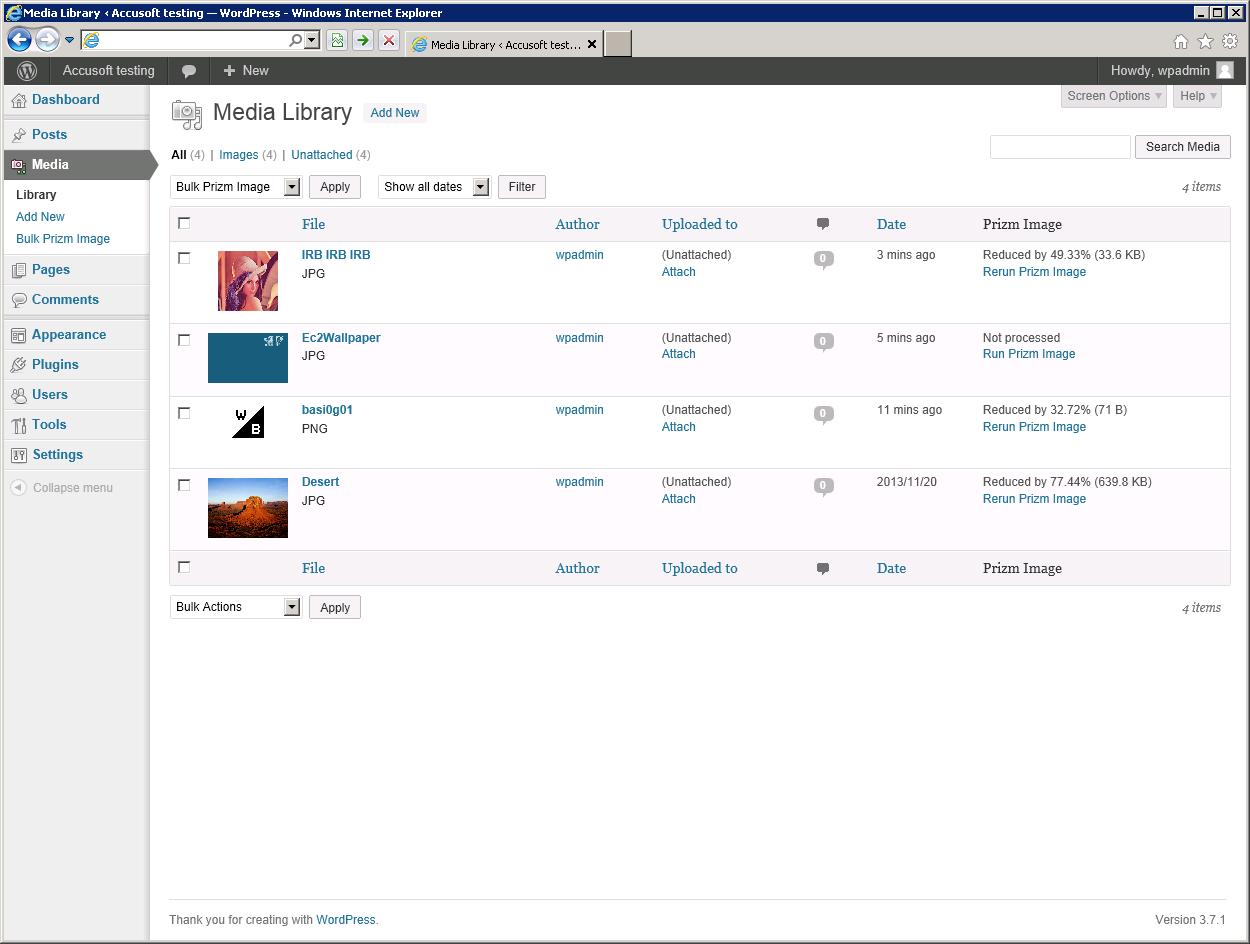 Media Library ‹ Accusoft testing — WordPress - Windows Internet Explorer
Media Library ‹ Accusoft test...
Accusoft testing
New
Howdy, wpadmin
Dashboard
Posts
Media
Library
Add New
Bulk Prizm Image
Pages
Comments
Appearance
Plugins
Users
Tools
Settings
Collapse menu
Screen Options
Help
Media Library Add New
All (4) | Images (4) | Unattached (4)
Search Media
Bulk Prizm Image Apply Show all dates Filter
4 items
File Author Uploaded to Date Prizm Image
IRB IRB IRB wpadmin (Unattached) 0 3 mins ago Reduced by 49.33% (33.6 KB)
JPG Attach Rerun Prizm Image
Ec2Wallpaper wpadmin (Unattached) 0 5 mins ago Not processed
JPG Attach Run Prizm Image
basi0g01 wpadmin (Unattached) 0 11 mins ago Reduced by 32.72% (71 B)
PNG Attach Rerun Prizm Image
W
B
Desert wpadmin (Unattached) 0 2013/11/20 Reduced by 77.44% (639.8 KB)
JPG Attach Rerun Prizm Image
File Author Uploaded to Date Prizm Image
Bulk Actions Apply
4 items
Thank you for creating with WordPress.
Version 3.7.1